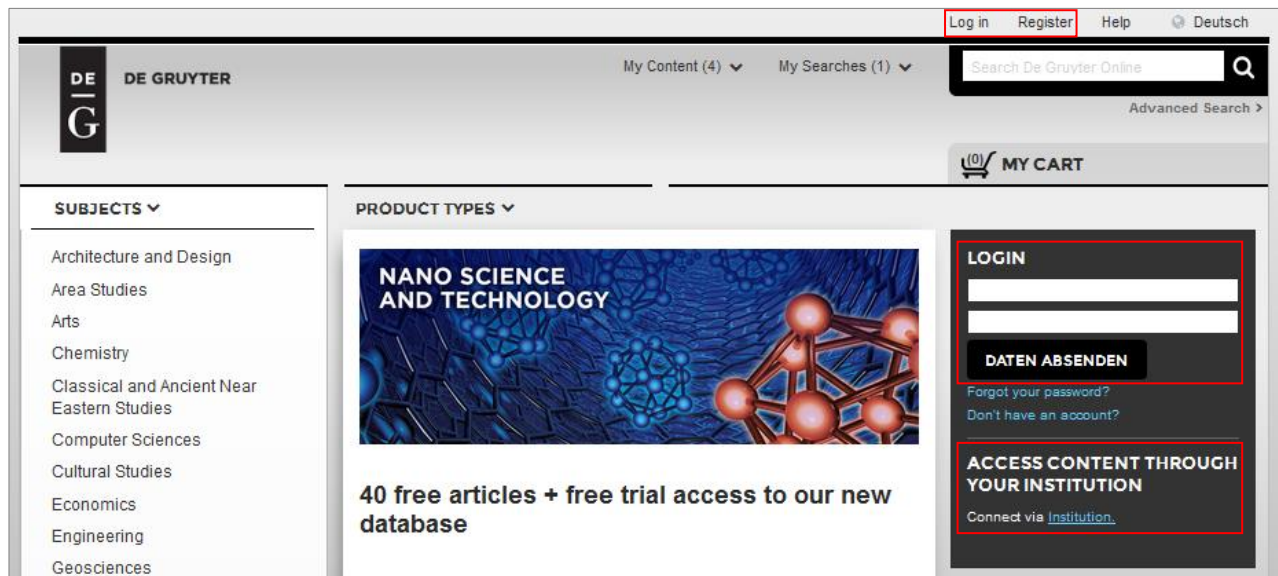 Log in Register Help Deutsch
DE
G
DE GRUYTER
My Content (4) My Searches (1)
Search De Gruyter Online
Advanced Search >
(0) MY CART
SUBJECTS
PRODUCT TYPES
Architecture and Design
Area Studies
Arts
Chemistry
Classical and Ancient Near
Eastern Studies
Computer Sciences
Cultural Studies
Economics
Engineering
Geosciences
NANO SCIENCE
AND TECHNOLOGY
40 free articles + free trial access to our new
database
LOGIN
DATEN ABSENDEN
Forgot your password?
Don't have an account?
ACCESS CONTENT THROUGH
YOUR INSTITUTION
Connect via Institution.